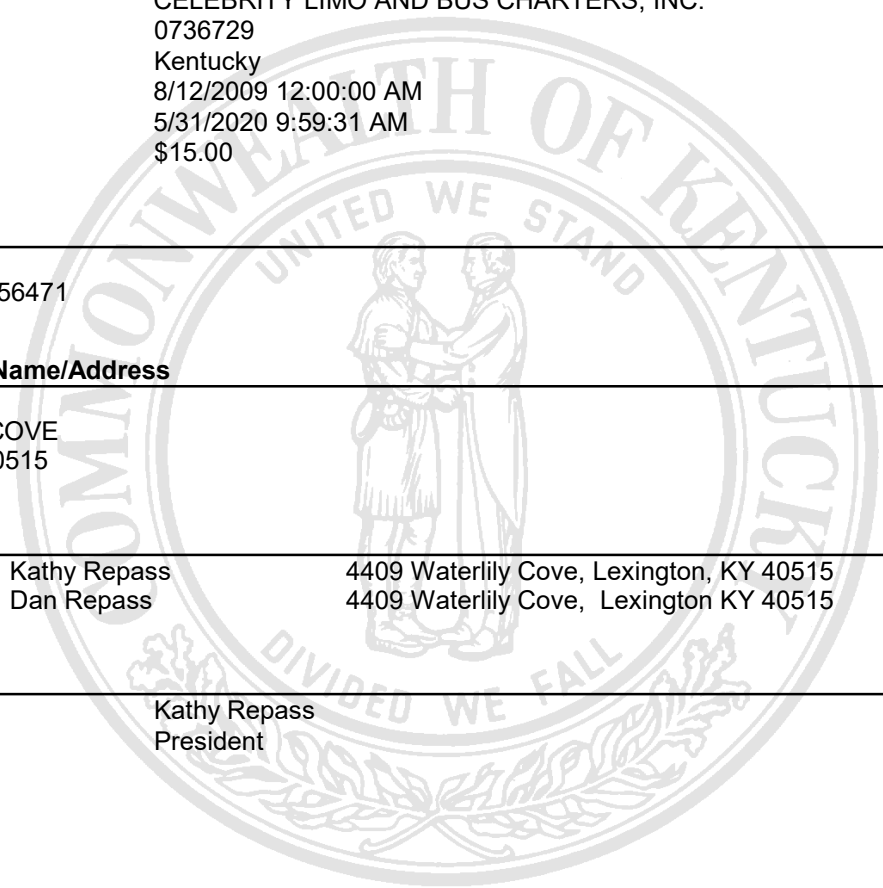 CELEBRITY LIMO AND BUS CHARTERS, INC.
0736729
Kentucky
8/12/2009 12:00:00 AM
5/31/2020 9:59:31 AM
$15.00
56471
Name/Address
COVE
0515
Kathy Repass 4409 Waterlily Cove, Lexington, KY 40515
Dan Repass 4409 Waterlily Cove, Lexington KY 40515
Kathy Repass
President
COMMONWEALTH OF KENTUCKY
UNITED WE STAND
DIVIDED WE FALL